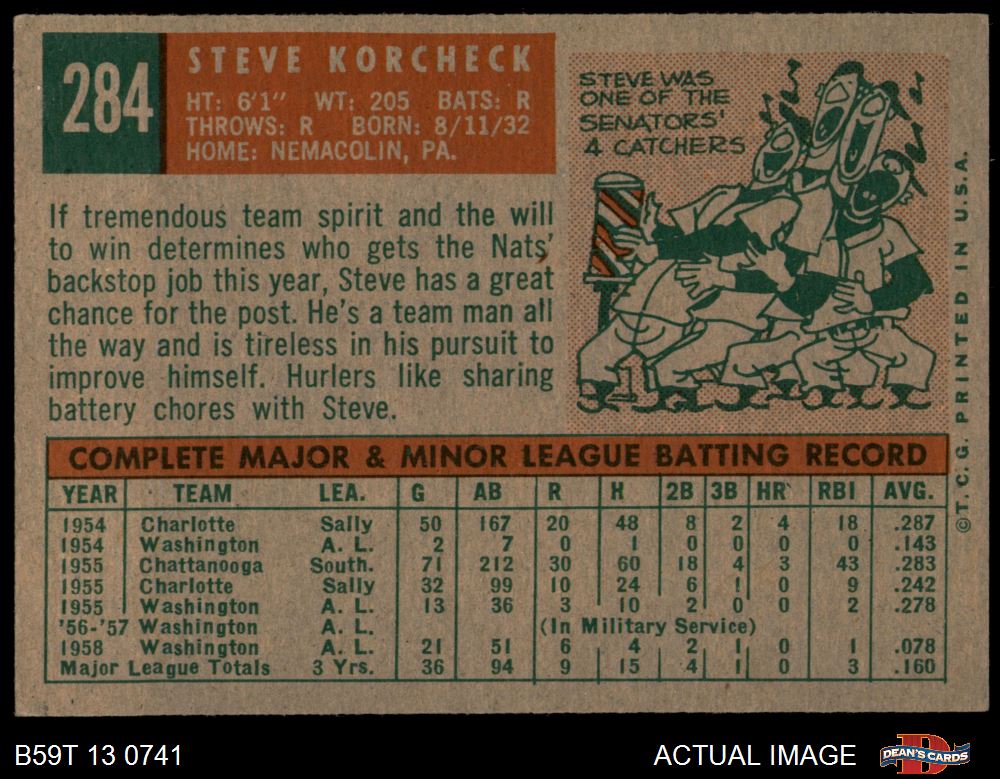 284
STEVE KORCHECK
HT: 6'1" WT: 205 BATS: R
THROWS: R BORN: 8/11/32
HOME: NEMACOLIN, PA.
STEVE WAS
ONE OF THE
SENATORS'
4 CATCHERS
If tremendous team spirit and the will
to win determines who gets the Nats'
backstop job this year, Steve has a great
chance for the post. He's a team man all
the way and is tireless in his pursuit to
improve himself. Hurlers like sharing
battery chores with Steve.
COMPLETE MAJOR & MINOR LEAGUE BATTING RECORD
YEAR TEAM LEA. G AB R H 2B 3B HR RBI AVG.
1954 Charlotte Sally 50 167 20 48 8 2 4 18 .287
1954 Washington A. L. 2 7 0 1 0 0 0 0 .143
1955 Chattanooga South. 71 212 30 60 18 4 3 43 .283
1955 Charlotte Sally 32 99 10 24 6 1 0 9 .242
1955 Washington A. L. 13 36 3 10 2 0 0 2 .278
'56-'57 Washington A. L. (In Military Service)
1958 Washington A. L. 21 51 6 4 2 1 0 1 .078
Major League Totals 3 Yrs. 36 94 9 15 4 1 0 3 .160
©T. C. G. PRINTED IN U.S.A.
B59T 13 0741
ACTUAL IMAGE
DEAN'S CARDS